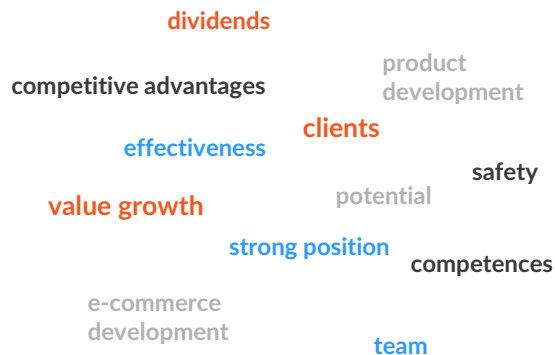 dividends
product
development
competitive advantages
clients
effectiveness
safety
potential
value growth
strong position
competences
e-commerce
development
team